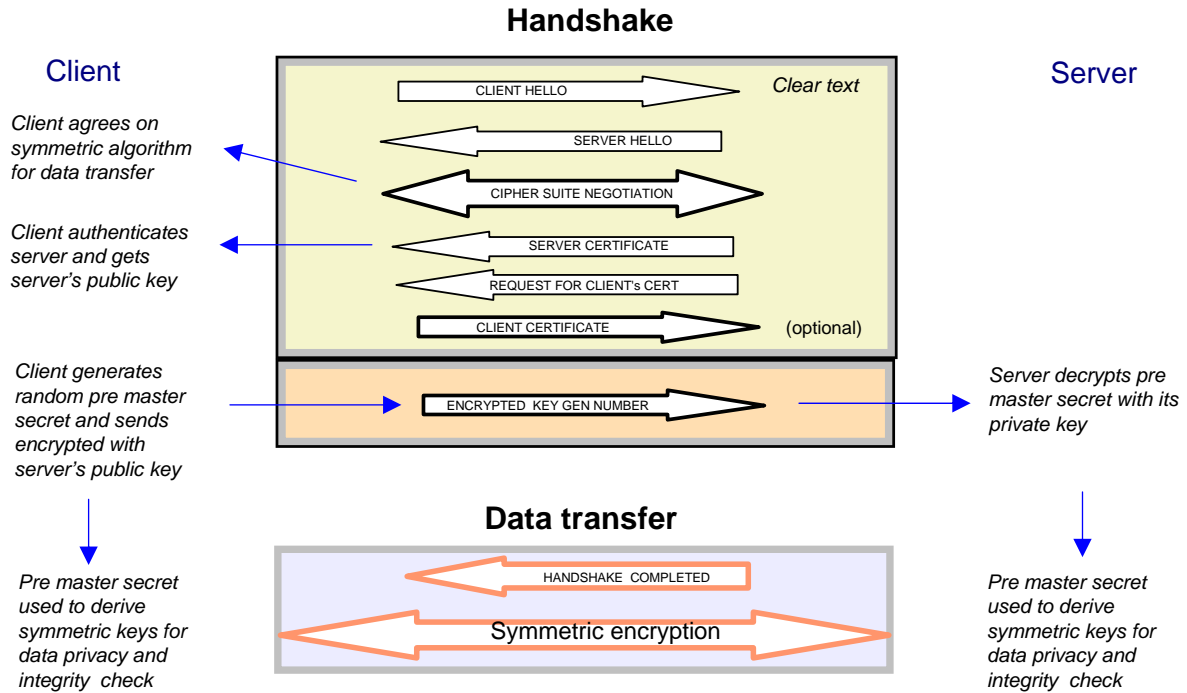 Handshake
Client
Server
CLIENT HELLO
Clear text
Client agrees on
symmetric algorithm
for data transfer
SERVER HELLO
CIPHER SUITE NEGOTIATION
Client authenticates
server and gets
server's public key
SERVER CERTIFICATE
REQUEST FOR CLIENT's CERT
CLIENT CERTIFICATE
(optional)
Client generates
random pre master
secret and sends
encrypted with
server's public key
ENCRYPTED KEY GEN NUMBER
Server decrypts pre
master secret with its
private key
Data transfer
HANDSHAKE COMPLETED
Symmetric encryption
Pre master secret
used to derive
symmetric keys for
data privacy and
integrity check
Pre master secret
used to derive
symmetric keys for
data privacy and
integrity check